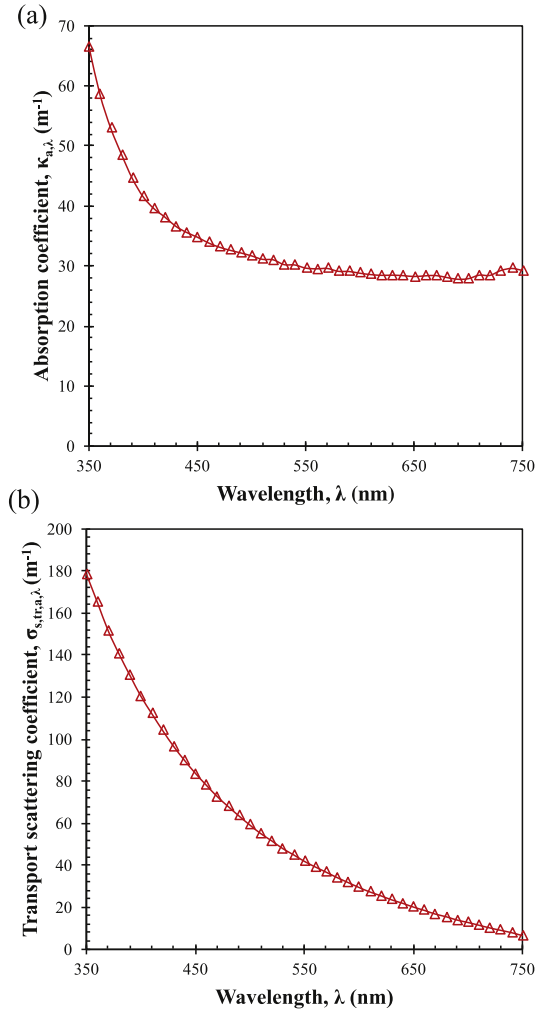 (a)
70
60
50
40
30
20
10
0
Absorption coefficient, κa,λ (m-1)
350 450 550 650 750
Wavelength, λ (nm)
(b)
200
180
160
140
120
100
80
60
40
20
0
Transport scattering coefficient, σs,tr,a,λ (m-1)
350 450 550 650 750
Wavelength, λ (nm)